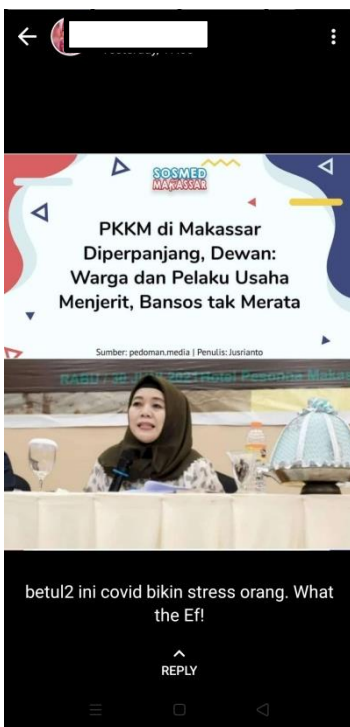 SOSMED
MAKASSAR
PKKM di Makassar
Diperpanjang, Dewan:
Warga dan Pelaku Usaha
Menjerit, Bansos tak Merata
Sumber: pedoman.media | Penulis: Jusrianto
betul2 ini covid bikin stress orang. What
the Ef!
REPLY